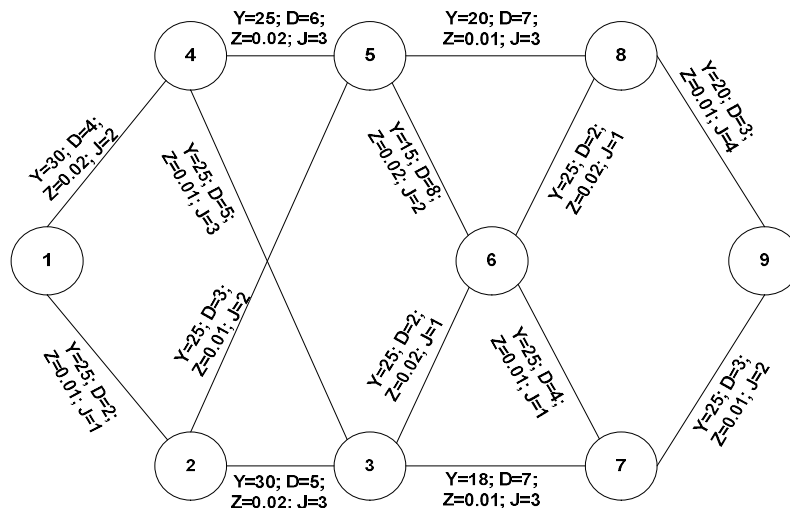 Y=25; D=6;
Z=0.02; J=3
Y=20; D=7;
Z=0.01; J=3
4
5
8
Y=30; D=4;
Z=0.02; J=2
Y=25; D=5;
Z=0.01; J=3
Y=15; D=8;
Z=0.02; J=2
Y=25; D=2;
Z=0.02; J=1
Y=20; D=3;
Z=0.01; J=4
1
6
9
Y=25; D=2;
Z=0.01; J=1
Y=25; D=3;
Z=0.01; J=2
Y=25; D=2;
Z=0.02; J=1
Y=25; D=4;
Z=0.01; J=1
Y=25; D=3;
Z=0.01; J=2
2
3
7
Y=30; D=5;
Z=0.02; J=3
Y=18; D=7;
Z=0.01; J=3